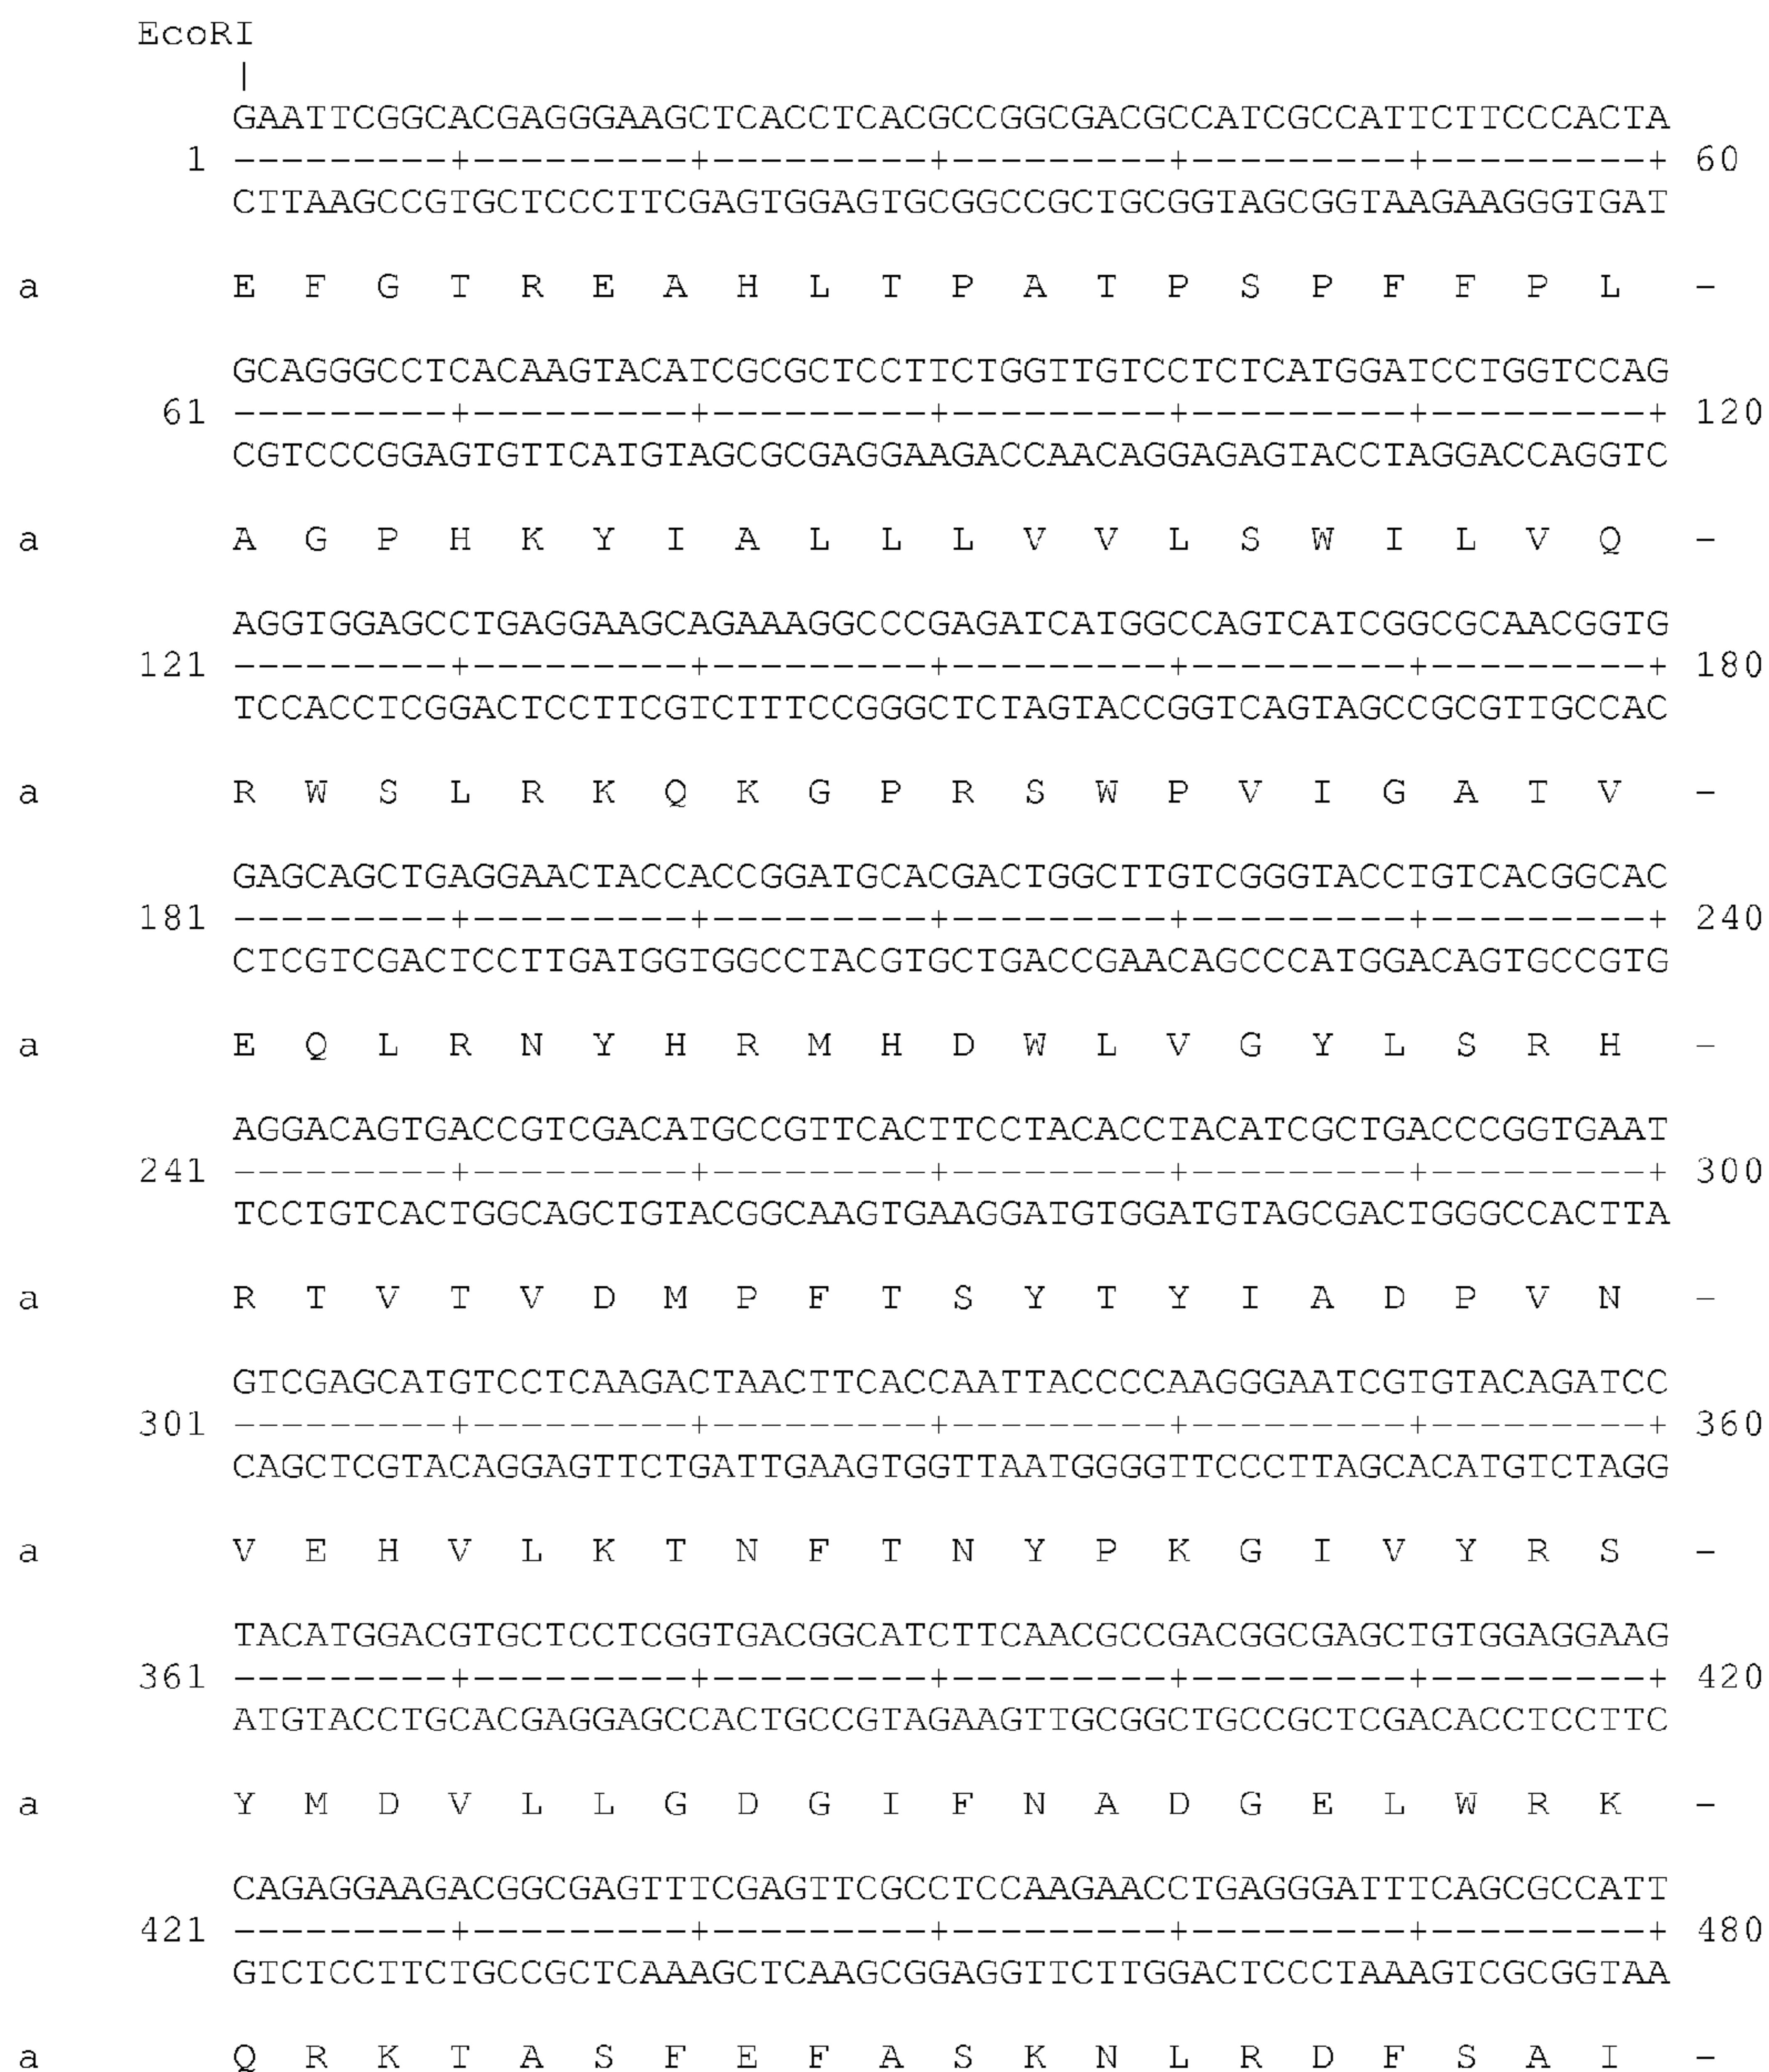 EcoRI
|
GAATTCGGCACGAGGGAAGCTCACCTCACGCCGGCGACGCCATCGCCATTCTTCCCACTA
1 ---------+---------+---------+---------+---------+---------+ 60
CTTAAGCCGTGCTCCCTTCGAGTGGAGTGCGGCCGCTGCGGTAGCGGTAAGAAGGGTGAT
a E F G T R E A H L T P A T P S P F F P L -
GCAGGGCCTCACAAGTACATCGCGCTCCTTCTGGTTGTCCTCTCATGGATCCTGGTCCAG
61 ---------+---------+---------+---------+---------+---------+ 120
CGTCCCGGAGTGTTCATGTAGCGCGAGGAAGACCAACAGGAGAGTACCTAGGACCAGGTC
a A G P H K Y I A L L L V V L S W I L V Q -
AGGTGGAGCCTGAGGAAGCAGAAAGGCCCGAGATCATGGCCAGTCATCGGCGCAACGGTG
121 ---------+---------+---------+---------+---------+---------+ 180
TCCACCTCGGACTCCTTCGTCTTTCCGGGCTCTAGTACCGGTCAGTAGCCGCGTTGCCAC
a R W S L R K Q K G P R S W P V I G A T V -
GAGCAGCTGAGGAACTACCACCGGATGCACGACTGGCTTGTCGGGTACCTGTCACGGCAC
181 ---------+---------+---------+---------+---------+---------+ 240
CTCGTCGACTCCTTGATGGTGGCCTACGTGCTGACCGAACAGCCCATGGACAGTGCCGTG
a E Q L R N Y H R M H D W L V G Y L S R H -
AGGACAGTGACCGTCGACATGCCGTTCACTTCCTACACCTACATCGCTGACCCGGTGAAT
241 ---------+---------+---------+---------+---------+---------+ 300
TCCTGTCACTGGCAGCTGTACGGCAAGTGAAGGATGTGGATGTAGCGACTGGGCCACTTA
a R T V T V D M P F T S Y T Y I A D P V N -
GTCGAGCATGTCCTCAAGACTAACTTCACCAATTACCCCAAGGGAATCGTGTACAGATCC
301 ---------+---------+---------+---------+---------+---------+ 360
CAGCTCGTACAGGAGTTCTGATTGAAGTGGTTAATGGGGTTCCCTTAGCACATGTCTAGG
a V E H V L K T N F T N Y P K G I V Y R S -
TACATGGACGTGCTCCTCGGTGACGGCATCTTCAACGCCGACGGCGAGCTGTGGAGGAAG
361 ---------+---------+---------+---------+---------+---------+ 420
ATGTACCTGCACGAGGAGCCACTGCCGTAGAAGTTGCGGCTGCCGCTCGACACCTCCTTC
a Y M D V L L G D G I F N A D G E L W R K -
CAGAGGAAGACGGCGAGTTTCGAGTTCGCCTCCAAGAACCTGAGGGATTTCAGCGCCATT
421 ---------+---------+---------+---------+---------+---------+ 480
GTCTCCTTCTGCCGCTCAAAGCTCAAGCGGAGGTTCTTGGACTCCCTAAAGTCGCGGTAA
a Q R K T A S F E F A S K N L R D F S A I -